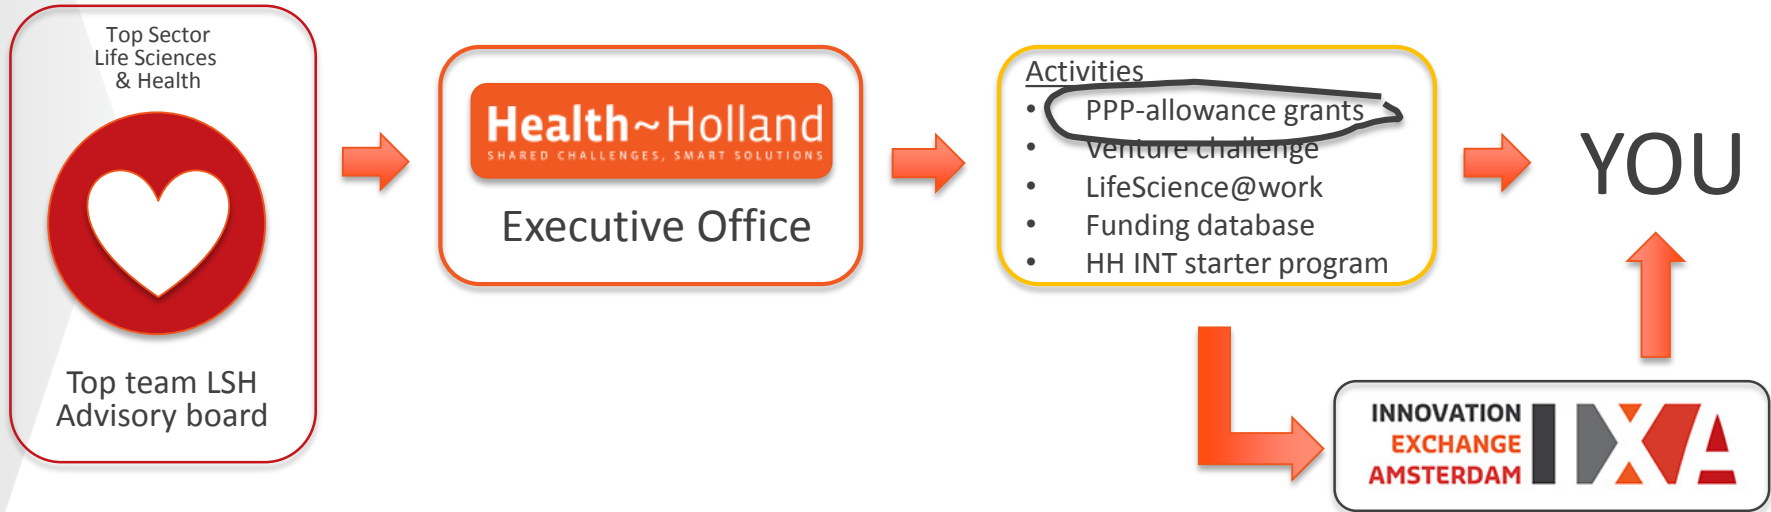 Top Sector
Life Sciences
& Health
Top team LSH
Advisory board
Health~Holland
SHARED CHALLENGES, SMART SOLUTIONS
Executive Office
Activities
• PPP-allowance grants
• Venture challenge
• LifeScience@work
• Funding database
• HH INT starter program
YOU
INNOVATION
EXCHANGE
AMSTERDAM
IXA